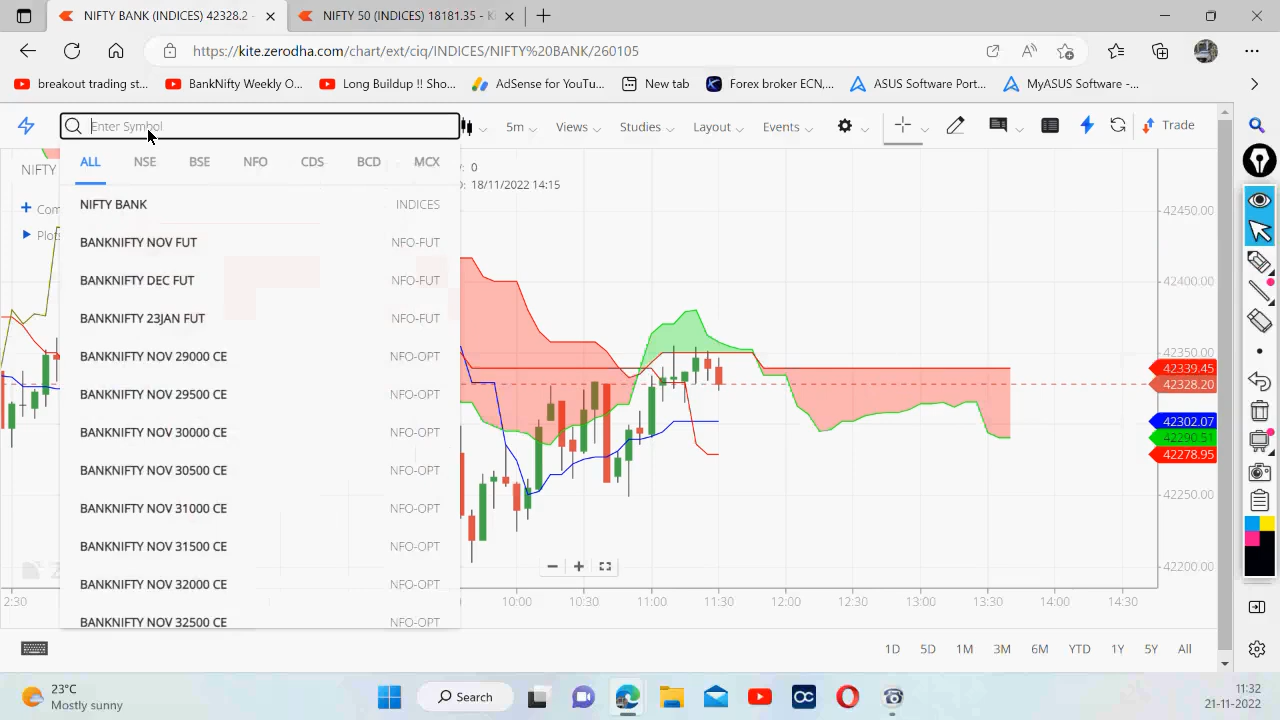 NIFTY BANK (INDICES) 42328.2 -
NIFTY 50 (INDICES) 18181.35 - Ki
https://kite.zerodha.com/chart/ext/ciq/INDICES/NIFTY%20BANK/260105
breakout trading st...
BankNifty Weekly O...
Long Buildup !! Sho...
AdSense for YouTu...
New tab
Forex broker ECN,...
ASUS Software Port...
MyASUS Software -...
Enter Symbol
5m
Views
Studies
Layout
Events
Trade
ALL
NSE
BSE
NFO
CDS
BCD
MCX
NIFTY
: 0
: 18/11/2022 14:15
Com
Plots
NIFTY BANK INDICES
BANKNIFTY NOV FUT NFO-FUT
BANKNIFTY DEC FUT NFO-FUT
BANKNIFTY 23JAN FUT NFO-FUT
BANKNIFTY NOV 29000 CE NFO-OPT
BANKNIFTY NOV 29500 CE NFO-OPT
BANKNIFTY NOV 30000 CE NFO-OPT
BANKNIFTY NOV 30500 CE NFO-OPT
BANKNIFTY NOV 31000 CE NFO-OPT
BANKNIFTY NOV 31500 CE NFO-OPT
BANKNIFTY NOV 32000 CE NFO-OPT
BANKNIFTY NOV 32500 CE NFO-OPT
42450.00
42400.00
42350.00
42339.45
42328.20
42302.07
42290.51
42278.95
42250.00
42200.00
2:30
10:00
10:30
11:00
11:30
12:00
12:30
13:00
13:30
14:00
14:30
1D
5D
1M
3M
6M
YTD
1Y
5Y
All
23°C
Mostly sunny
Search
11:32
21-11-2022